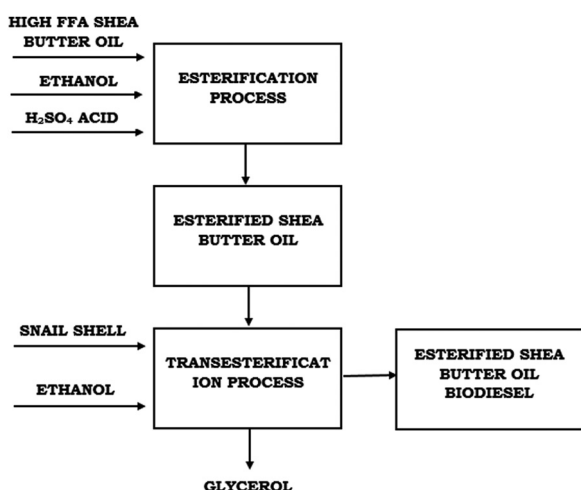 HIGH FFA SHEA
BUTTER OIL
ETHANOL
H₂SO₄ ACID
ESTERIFICATION
PROCESS
ESTERIFIED SHEA
BUTTER OIL
SNAIL SHELL
ETHANOL
TRANSESTERIFICAT
ION PROCESS
ESTERIFIED SHEA
BUTTER OIL
BIODIESEL
GLYCEROL